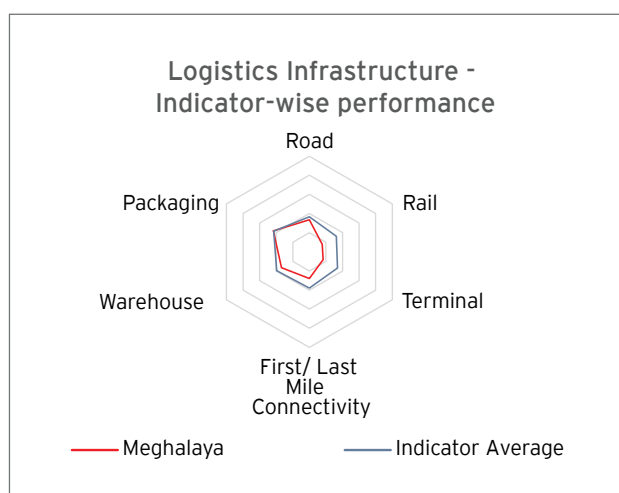 Logistics Infrastructure -
Indicator-wise performance
Road
Packaging
Rail
Warehouse
Terminal
First/ Last
Mile
Connectivity
Meghalaya
Indicator Average